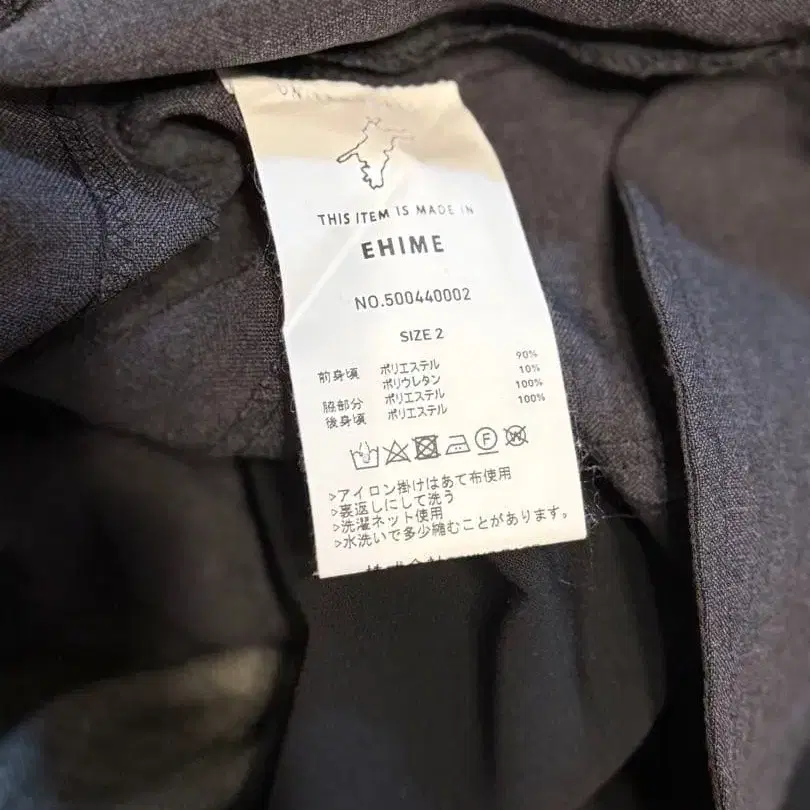 THIS ITEM IS MADE IN
EHIME
NO.500440002
SIZE 2
前身頃 ポリエステル 90%
ポリウレタン 10%
脇部分 ポリエステル 100%
後身頃 ポリエステル 100%
>アイロン掛けはあて布使用
>裏返しにして洗う
>洗濯ネット使用
>水洗いで多少縮むことがあります。